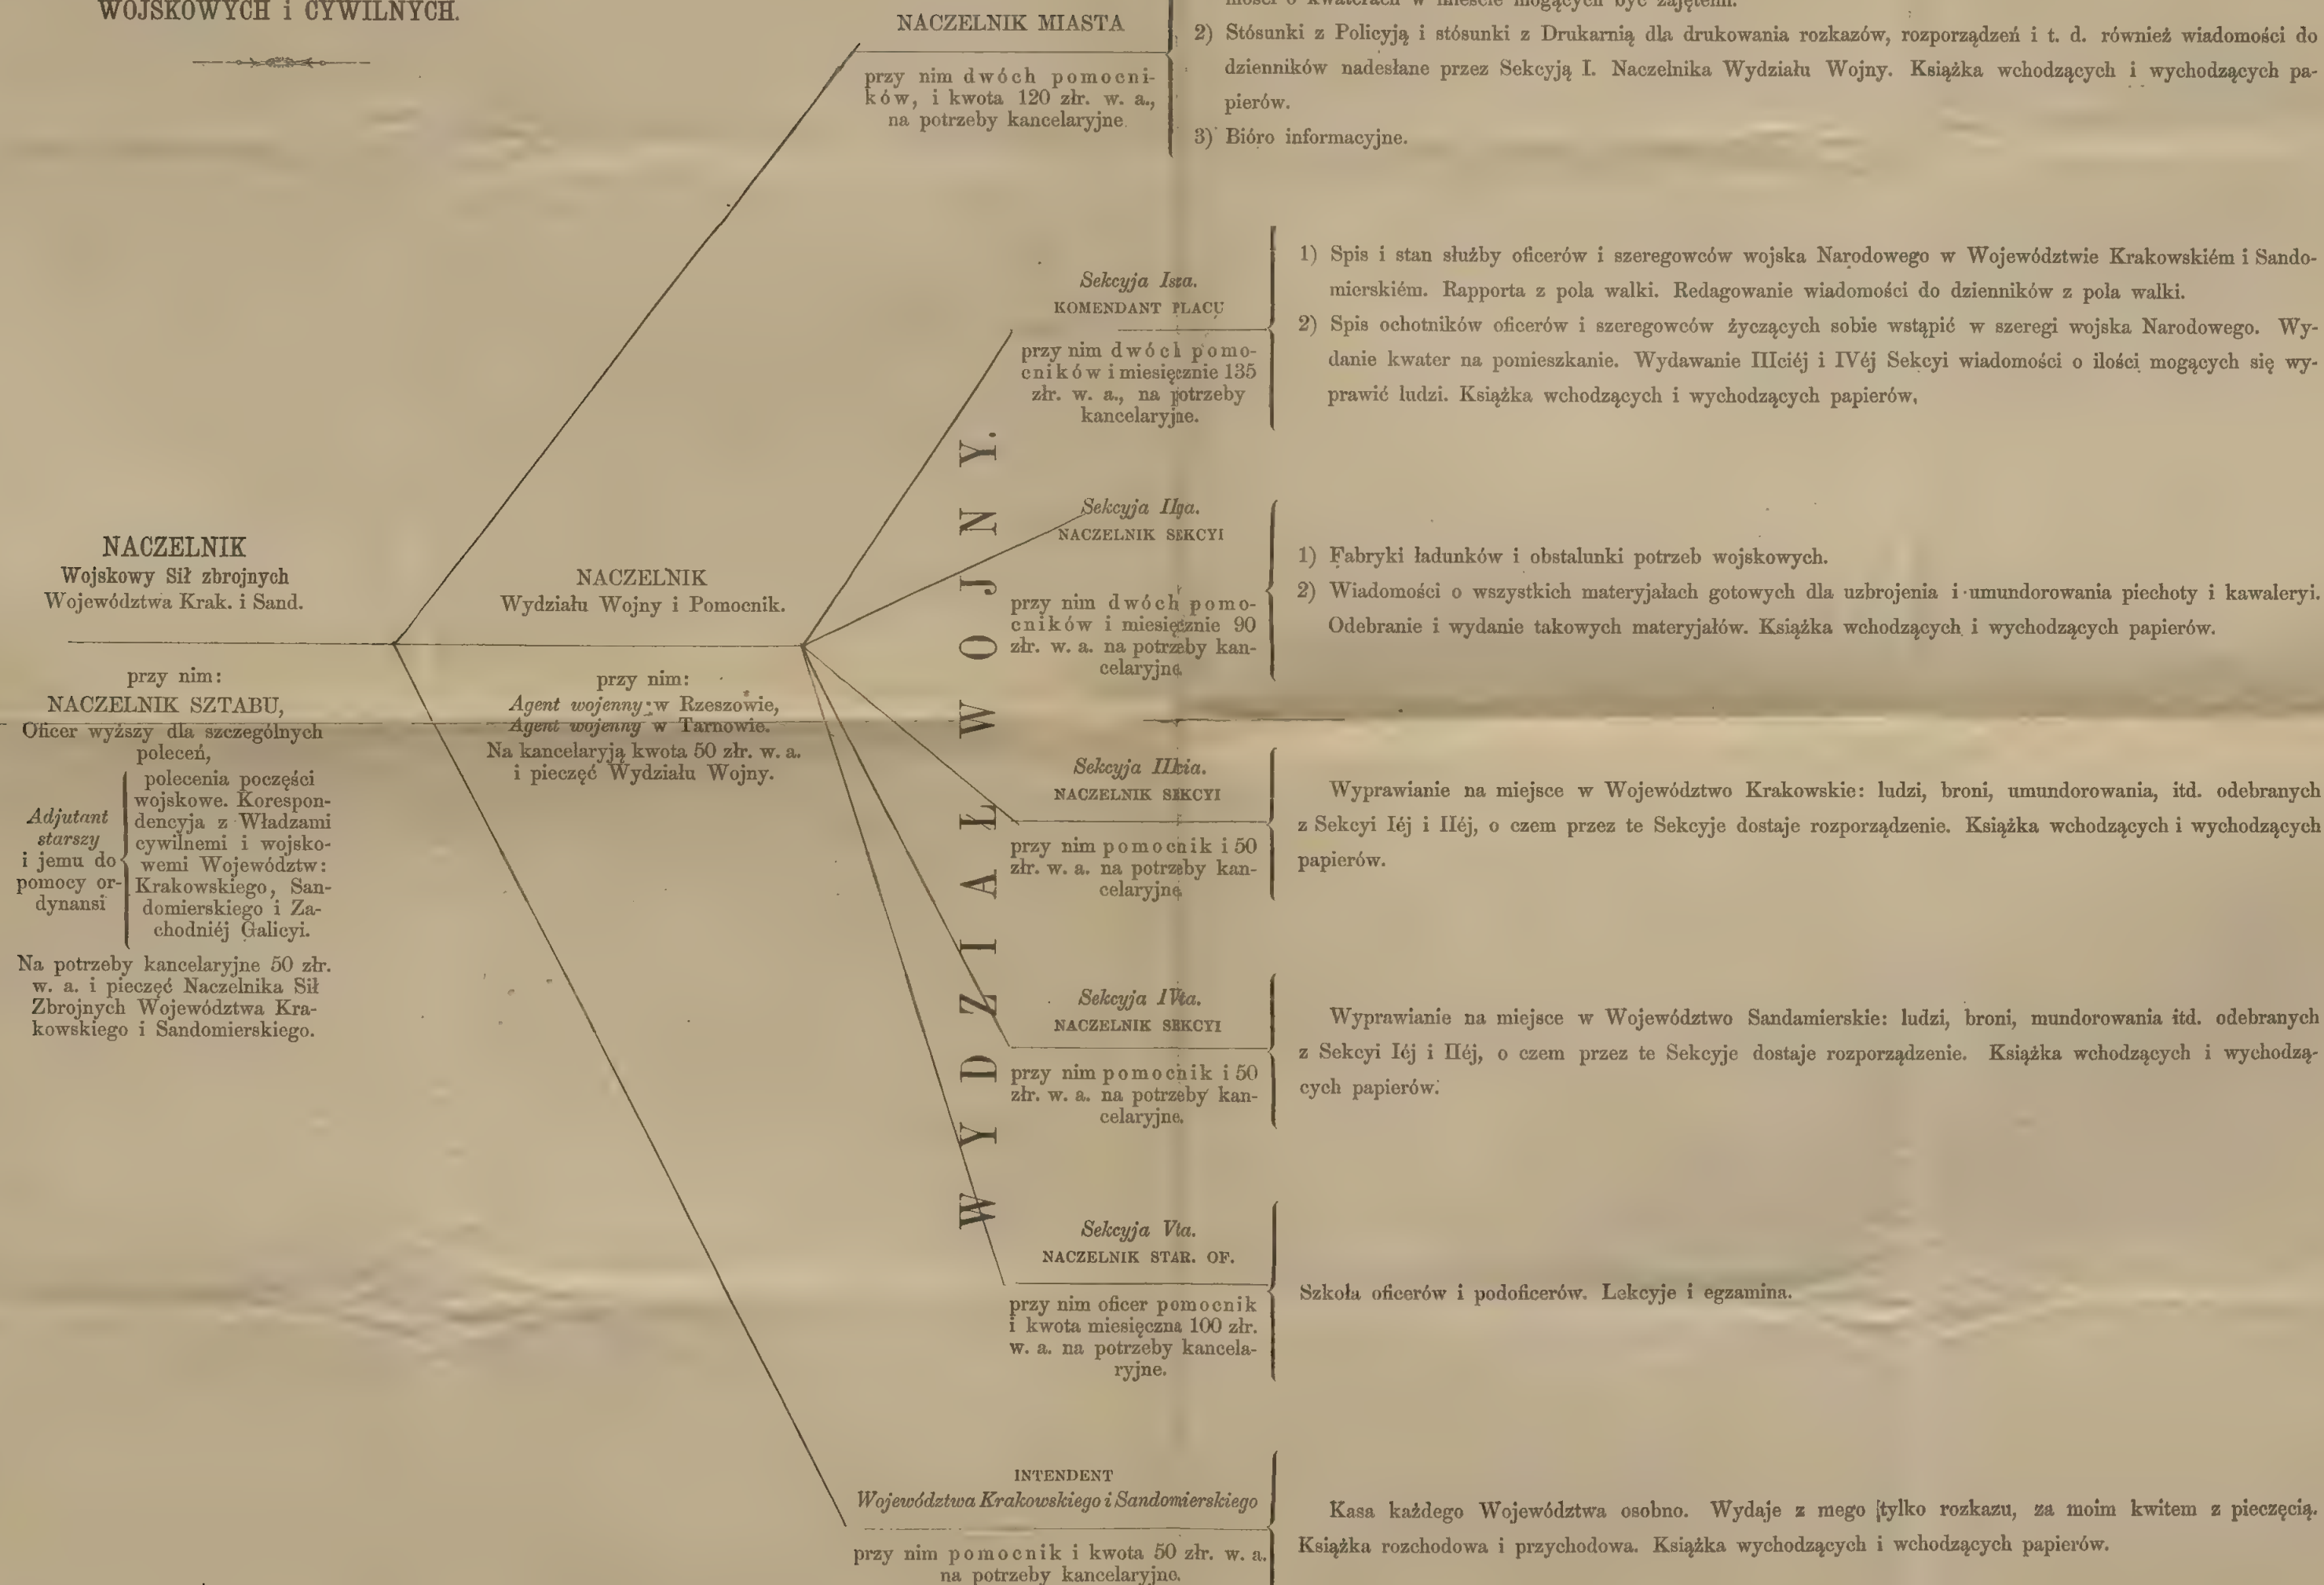 WOJSKOWYCH i CYWILNYCH.
NACZELNIK
Wojskowy Sił zbrojnych
Województwa Krak. i Sand.
przy nim:
NACZELNIK SZTABU,
Oficer wyższy dla szczególnych
poleceń,
Adjutant
starszy
i jemu do
pomocy or-
dynansi
polecenia poczęści
wojskowe. Korespon-
dencyja z Władzami
cywilnemi i wojsko-
wemi Województw:
Krakowskiego, San-
domierskiego i Za-
chodniéj Galicyi.
Na potrzeby kancelaryjne 50 złr.
w. a. i pieczęć Naczelnika Sił
Zbrojnych Województwa Kra-
kowskiego i Sandomierskiego.
NACZELNIK
Wydziału Wojny i Pomocnik.
przy nim:
Agent wojenny w Rzeszowie,
Agent wojenny w Tarnowie.
Na kancelaryją kwota 50 złr. w. a.
i pieczęć Wydziału Wojny.
NACZELNIK MIASTA
przy nim dwóch pomocni-
ków, i kwota 120 złr. w. a.,
na potrzeby kancelaryjne.
mości o kwaterach w mieście mogących być zajętemi.
2) Stósunki z Policyją i stósunki z Drukarnią dla drukowania rozkazów, rozporządzeń i t. d. również wiadomości do
dzienników nadesłane przez Sekcyją I. Naczelnika Wydziału Wojny. Książka wchodzących i wychodzących pa-
pierów.
3) Bióro informacyjne.
WYDZIAŁ WOJNY.
Sekcyja Isza.
KOMENDANT PLACU
przy nim dwóch pomo-
cników i miesięcznie 135
złr. w. a., na potrzeby
kancelaryjne.
1) Spis i stan służby oficerów i szeregowców wojska Narodowego w Województwie Krakowskiém i Sando-
mierskiém. Rapporta z pola walki. Redagowanie wiadomości do dzienników z pola walki.
2) Spis ochotników oficerów i szeregowców życzących sobie wstąpić w szeregi wojska Narodowego. Wy-
danie kwater na pomieszkanie. Wydawanie IIIciéj i IVéj Sekcyi wiadomości o ilości mogących się wy-
prawić ludzi. Książka wchodzących i wychodzących papierów,
Sekcyja IIga.
NACZELNIK SEKCYI
przy nim dwóch pomo-
cników i miesięcznie 90
złr. w. a. na potrzeby kan-
celaryjne.
1) Fabryki ładunków i obstalunki potrzeb wojskowych.
2) Wiadomości o wszystkich materyjałach gotowych dla uzbrojenia i umundorowania piechoty i kawaleryi.
Odebranie i wydanie takowych materyjałów. Książka wchodzących i wychodzących papierów.
Sekcyja IIIcia.
NACZELNIK SEKCYI
przy nim pomocnik i 50
złr. w. a. na potrzeby kan-
celaryjne
Wyprawianie na miejsce w Województwo Krakowskie: ludzi, broni, umundorowania, itd. odebranych
z Sekcyi Iéj i IIéj, o czem przez te Sekcyje dostaje rozporządzenie. Książka wchodzących i wychodzących
papierów.
Sekcyja IVta.
NACZELNIK SEKCYI
przy nim pomocnik i 50
złr. w. a. na potrzeby kan-
celaryjne.
Wyprawianie na miejsce w Województwo Sandamierskie: ludzi, broni, mundorowania itd. odebranych
z Sekcyi Iéj i IIéj, o czem przez te Sekcyje dostaje rozporządzenie. Książka wchodzących i wychodzą-
cych papierów.
Sekcyja Vta.
NACZELNIK STAR. OF.
przy nim oficer pomocnik
i kwota miesięczna 100 złr.
w. a. na potrzeby kancela-
ryjne.
Szkoła oficerów i podoficerów. Lekcyje i egzamina.
INTENDENT
Województwa Krakowskiego i Sandomierskiego
przy nim pomocnik i kwota 50 złr. w. a.
na potrzeby kancelaryjne.
Kasa każdego Województwa osobno. Wydaje z mego tylko rozkazu, za moim kwitem z pieczęcią.
Książka rozchodowa i przychodowa. Książka wychodzących i wchodzących papierów.